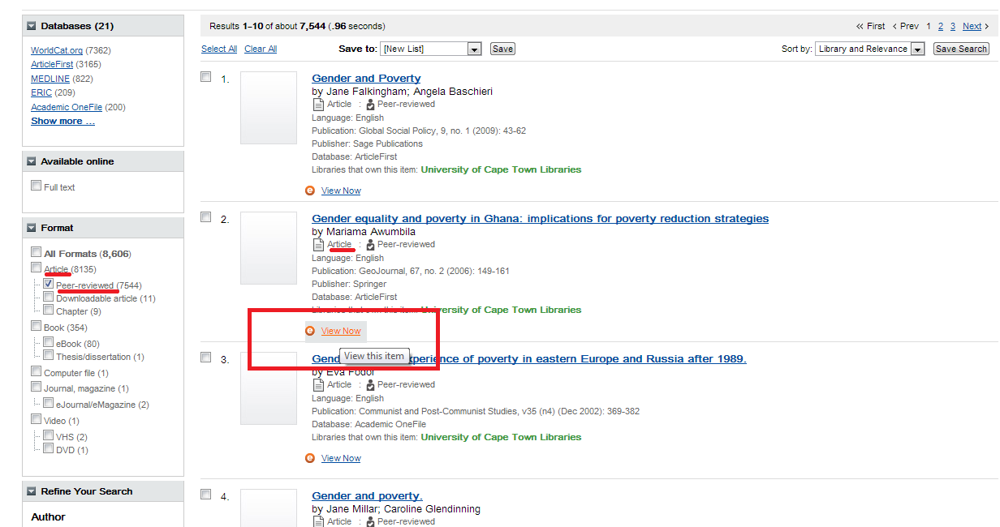 Databases (21)
WorldCat.org (7362)
ArticleFirst (3165)
MEDLINE (822)
ERIC (209)
Academic OneFile (200)
Show more ...
Available online
Full text
Format
All Formats (8,606)
Article (8135)
Peer-reviewed (7544)
Downloadable article (11)
Chapter (9)
Book (354)
eBook (80)
Thesis/dissertation (1)
Computer file (1)
Journal, magazine (1)
eJournal/eMagazine (2)
Video (1)
VHS (2)
DVD (1)
Refine Your Search
Author
Results 1-10 of about 7,544 (.96 seconds)
« First ‹ Prev 1 2 3 Next ›
Select All Clear All Save to: [New List] Save Sort by: Library and Relevance Save Search
1. Gender and Poverty
by Jane Falkingham; Angela Baschieri
Article : Peer-reviewed
Language: English
Publication: Global Social Policy, 9, no. 1 (2009): 43-62
Publisher: Sage Publications
Database: ArticleFirst
Libraries that own this item: University of Cape Town Libraries
e View Now
2. Gender equality and poverty in Ghana: implications for poverty reduction strategies
by Mariama Awumbila
Article : Peer-reviewed
Language: English
Publication: GeoJournal, 67, no. 2 (2006): 149-161
Publisher: Springer
Database: ArticleFirst
Libraries that own this item: University of Cape Town Libraries
e View Now
View this item
3. Gend xperience of poverty in eastern Europe and Russia after 1989.
by Eva Fodor
Article : Peer-reviewed
Language: English
Publication: Communist and Post-Communist Studies, v35 (n4) (Dec 2002): 369-382
Database: Academic OneFile
Libraries that own this item: University of Cape Town Libraries
e View Now
4. Gender and poverty.
by Jane Millar; Caroline Glendinning
Article : Peer-reviewed